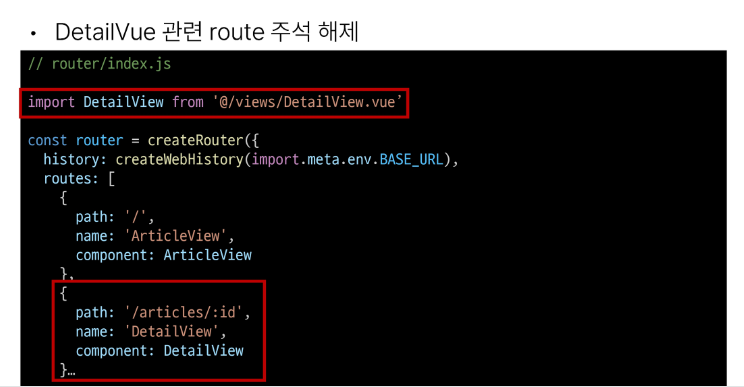 • DetailVue 관련 route 주석 해제
// router/index.js
import DetailView from '@/views/DetailView.vue’
const router = createRouter({
history: createWebHistory(import.meta.env.BASE_URL),
routes: [
{
path: '/',
name: 'ArticleView',
component: ArticleView
},
{
path: '/articles/:id',
name: 'DetailView',
component: DetailView
}…